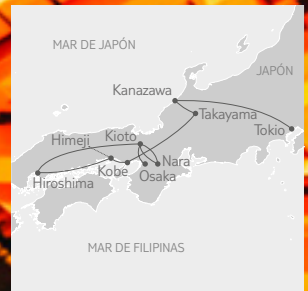 MAR DE JAPÓN
JAPÓN
Kanazawa
Takayama
Tokio
Kioto
Himeji
Nara
Kobe
Osaka
Hiroshima
MAR DE FILIPINAS